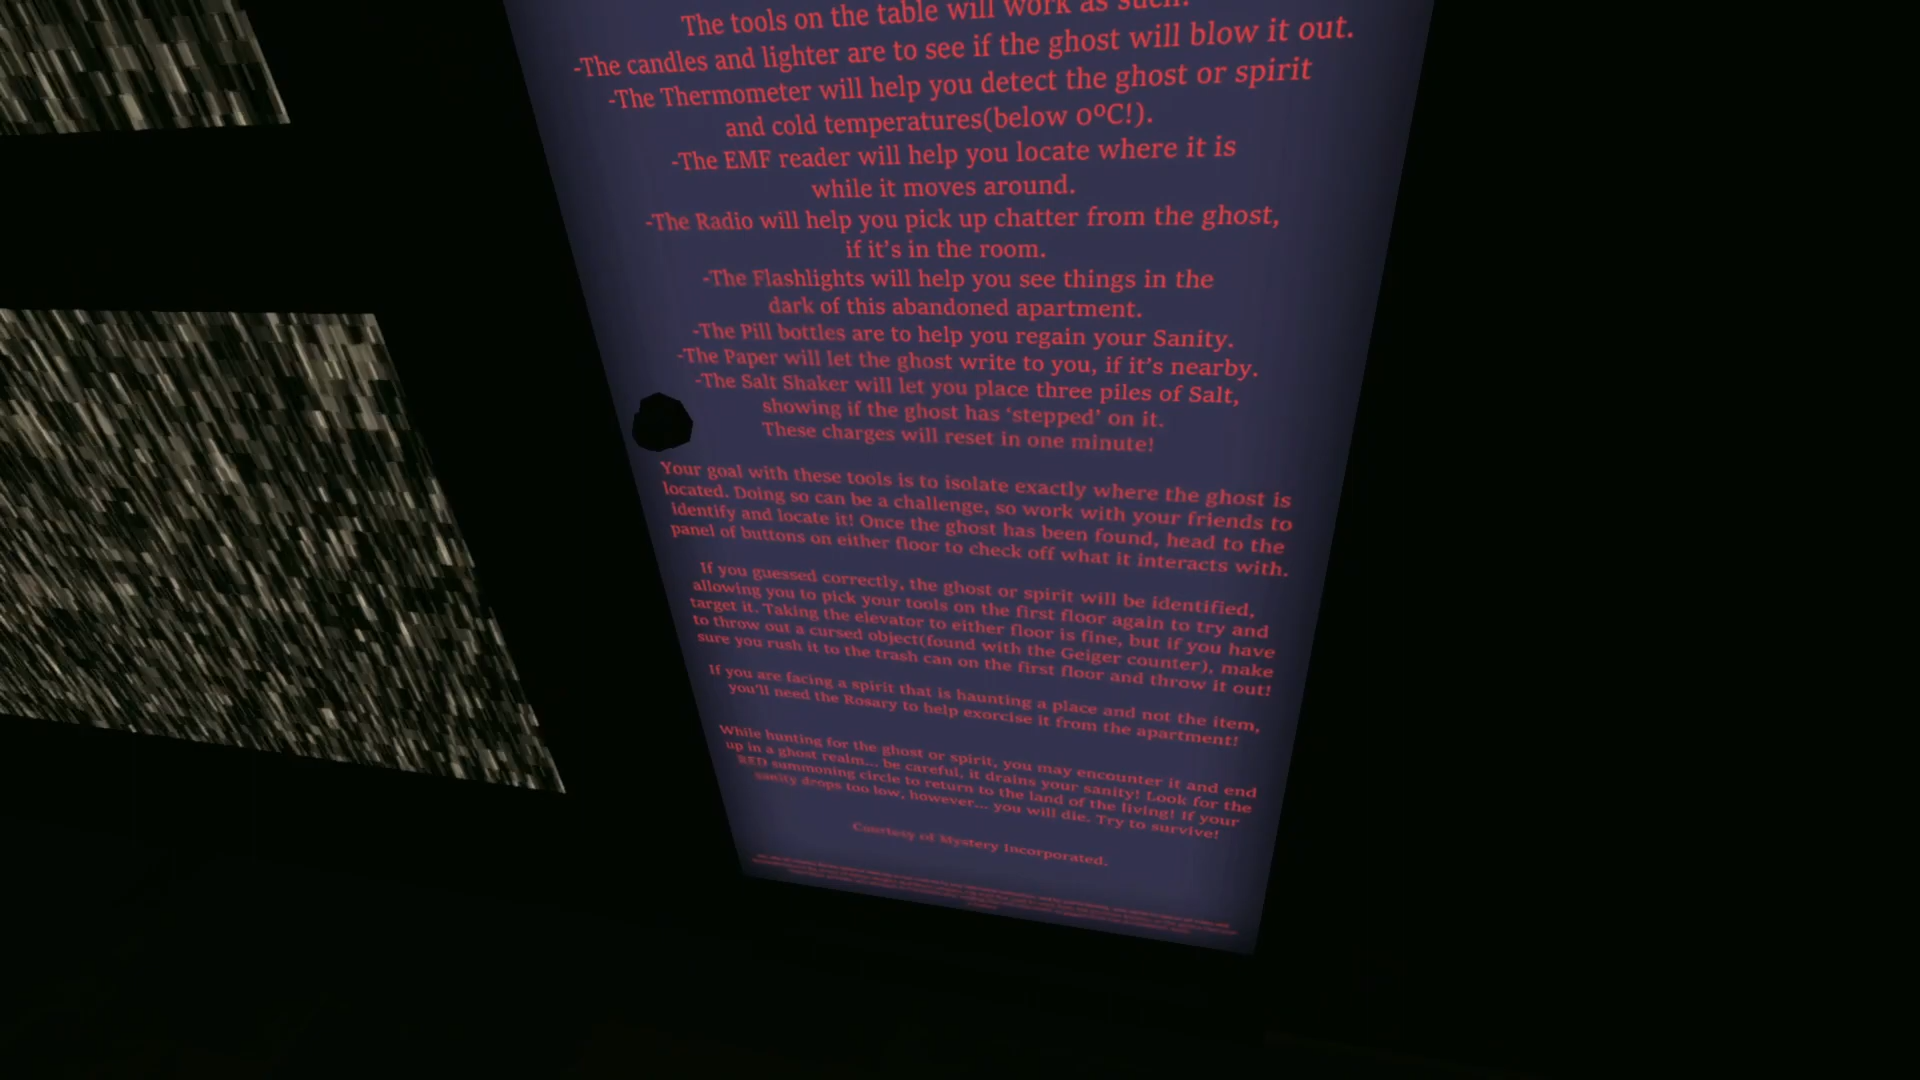 The tools on the table will work as such:
-The candles and lighter are to see if the ghost will blow it out.
-The Thermometer will help you detect the ghost or spirit
and cold temperatures(below 0ºC!).
-The EMF reader will help you locate where it is
while it moves around.
-The Radio will help you pick up chatter from the ghost,
if it’s in the room.
-The Flashlights will help you see things in the
dark of this abandoned apartment.
-The Pill bottles are to help you regain your Sanity.
-The Paper will let the ghost write to you, if it’s nearby.
-The Salt Shaker will let you place three piles of Salt,
showing if the ghost has ‘stepped’ on it.
These charges will reset in one minute!
Your goal with these tools is to isolate exactly where the ghost is
located. Doing so can be a challenge, so work with your friends to
identify and locate it! Once the ghost has been found, head to the
panel of buttons on either floor to check off what it interacts with.
If you guessed correctly, the ghost or spirit will be identified,
allowing you to pick your tools on the first floor again to try and
target it. Taking the elevator to either floor is fine, but if you have
to throw out a cursed object(found with the Geiger counter), make
sure you rush it to the trash can on the first floor and throw it out!
If you are facing a spirit that is haunting a place and not the item,
you’ll need the Rosary to help exorcise it from the apartment!
While hunting for the ghost or spirit, you may encounter it and end
up in a ghost realm... be careful, it drains your sanity! Look for the
RED summoning circle to return to the land of the living! If your
sanity drops too low, however... you will die. Try to survive!
Courtesy of Mystery Incorporated.